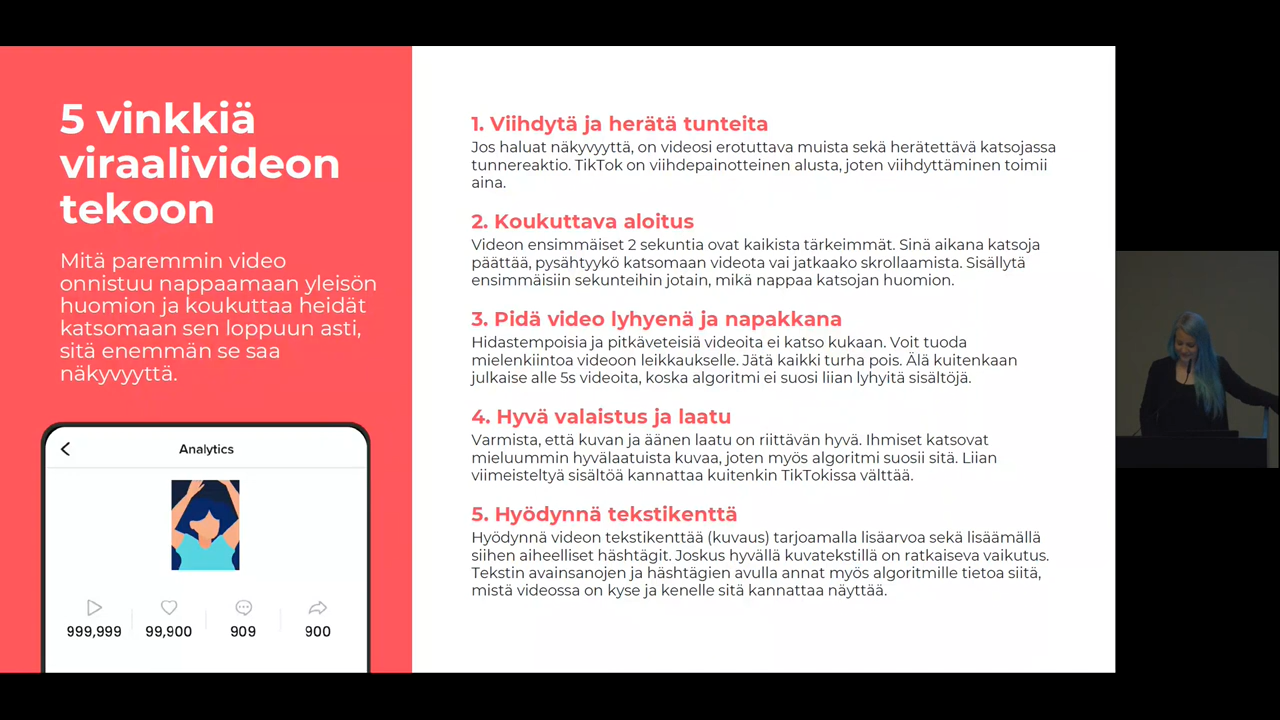 5 vinkkiä
viraalivideon
tekoon
Mitä paremmin video
onnistuu nappaamaan yleisön
huomion ja koukuttaa heidät
katsomaan sen loppuun asti,
sitä enemmän se saa
näkyvyyttä.
Analytics
999,999
99,900
909
900
1. Viihdytä ja herätä tunteita
Jos haluat näkyvyyttä, on videosi erotuttava muista sekä herätettävä katsojassa
tunnereaktio. TikTok on viihdepainotteinen alusta, joten viihdyttäminen toimii
aina.
2. Koukuttava aloitus
Videon ensimmäiset 2 sekuntia ovat kaikista tärkeimmät. Sinä aikana katsoja
päättää, pysähtyykö katsomaan videota vai jatkaako skrollaamista. Sisällytä
ensimmäisiin sekunteihin jotain, mikä nappaa katsojan huomion.
3. Pidä video lyhyenä ja napakkana
Hidastempoisia ja pitkäveteisiä videoita ei katso kukaan. Voit tuoda
mielenkiintoa videoon leikkaukselle. Jätä kaikki turha pois. Älä kuitenkaan
julkaise alle 5s videoita, koska algoritmi ei suosi liian lyhyitä sisältöjä.
4. Hyvä valaistus ja laatu
Varmista, että kuvan ja äänen laatu on riittävän hyvä. Ihmiset katsovat
mieluummin hyvälaatuista kuvaa, joten myös algoritmi suosii sitä. Liian
viimeisteltyä sisältöä kannattaa kuitenkin TikTokissa välttää.
5. Hyödynnä tekstikenttä
Hyödynnä videon tekstikenttää (kuvaus) tarjoamalla lisäarvoa sekä lisäämällä
siihen aiheelliset häshtägit. Joskus hyvällä kuvatekstillä on ratkaiseva vaikutus.
Tekstin avainsanojen ja häshtägien avulla annat myös algoritmille tietoa siitä,
mistä videossa on kyse ja kenelle sitä kannattaa näyttää.